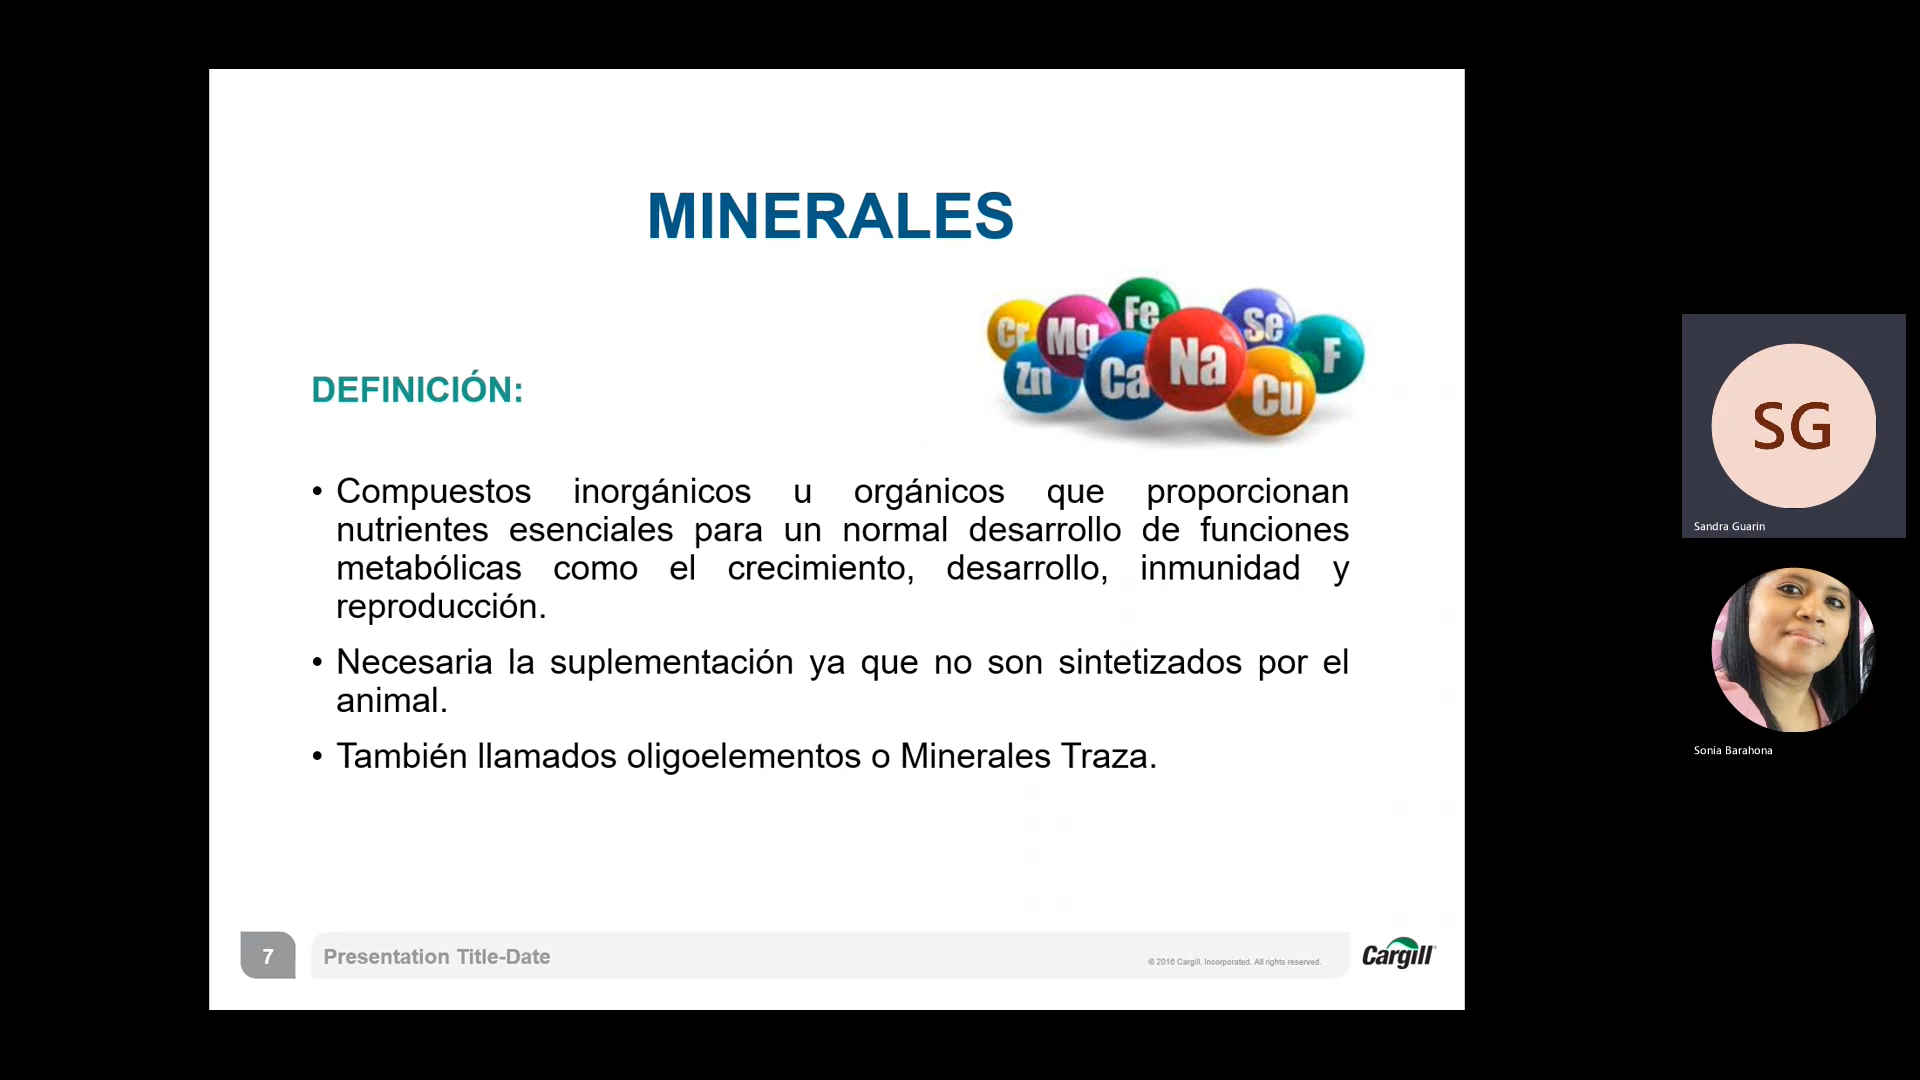 MINERALES
Cr
Mg
Fe
Se
F
Zn
Ca
Na
Cu
DEFINICIÓN:
• Compuestos inorgánicos u orgánicos que proporcionan
nutrientes esenciales para un normal desarrollo de funciones
metabólicas como el crecimiento, desarrollo, inmunidad y
reproducción.
• Necesaria la suplementación ya que no son sintetizados por el
animal.
• También llamados oligoelementos o Minerales Traza.
7
Presentation Title-Date
© 2016 Cargill, Incorporated. All rights reserved.
Cargill®
SG
Sandra Guarin
Sonia Barahona